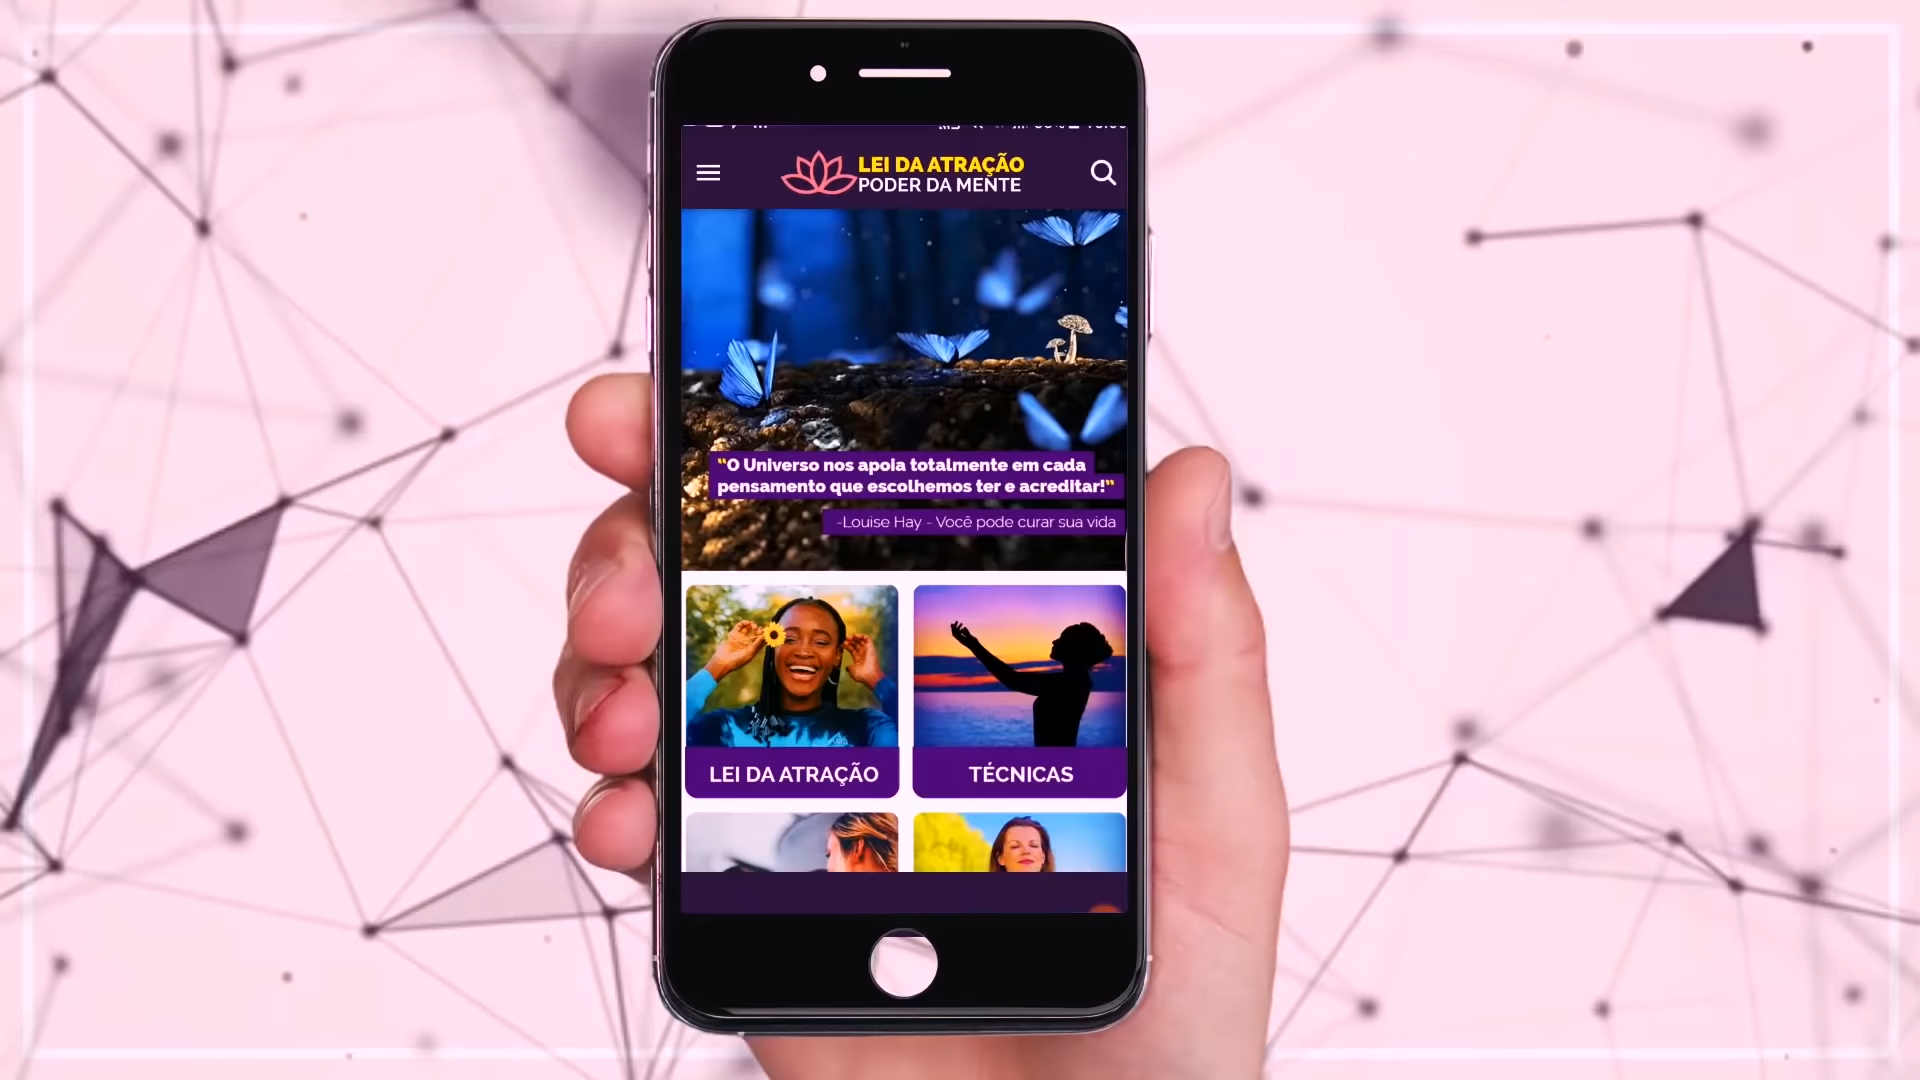 LEI DA ATRAÇÃO
PODER DA MENTE
"O Universo nos apoia totalmente em cada
pensamento que escolhemos ter e acreditar!"
-Louise Hay - Você pode curar sua vida
LEI DA ATRAÇÃO
TÉCNICAS